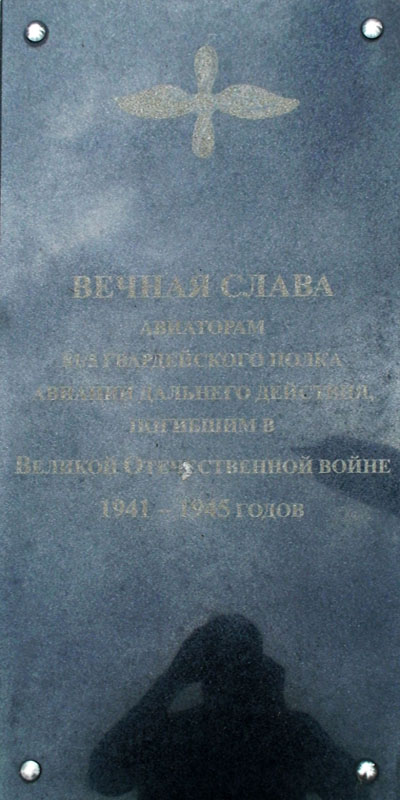 ВЕЧНАЯ СЛАВА
АВИАТОРАМ
ГВАРДЕЙСКОГО ПОЛКА
АВИАЦИИ ДАЛЬНЕГО ДЕЙСТВИЯ,
ПОГИБШИМ В
ВЕЛИКОЙ ОТЕЧЕСТВЕННОЙ ВОЙНЕ
1941 – 1945 ГОДОВ